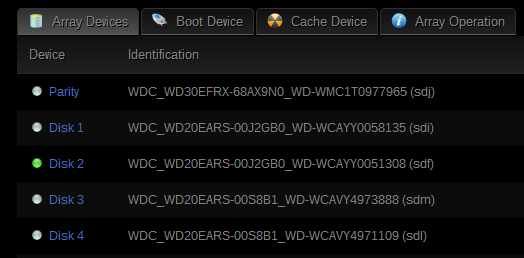 Array Devices Boot Device Cache Device Array Operation
Device Identification
Parity WDC_WD30EFRX-68AX9N0_WD-WMC1T0977965 (sdj)
Disk 1 WDC_WD20EARS-00J2GB0_WD-WCAYY0058135 (sdi)
Disk 2 WDC_WD20EARS-00J2GB0_WD-WCAYY0051308 (sdf)
Disk 3 WDC_WD20EARS-00S8B1_WD-WCAVY4973888 (sdm)
Disk 4 WDC_WD20EARS-00S8B1_WD-WCAVY4971109 (sdl)